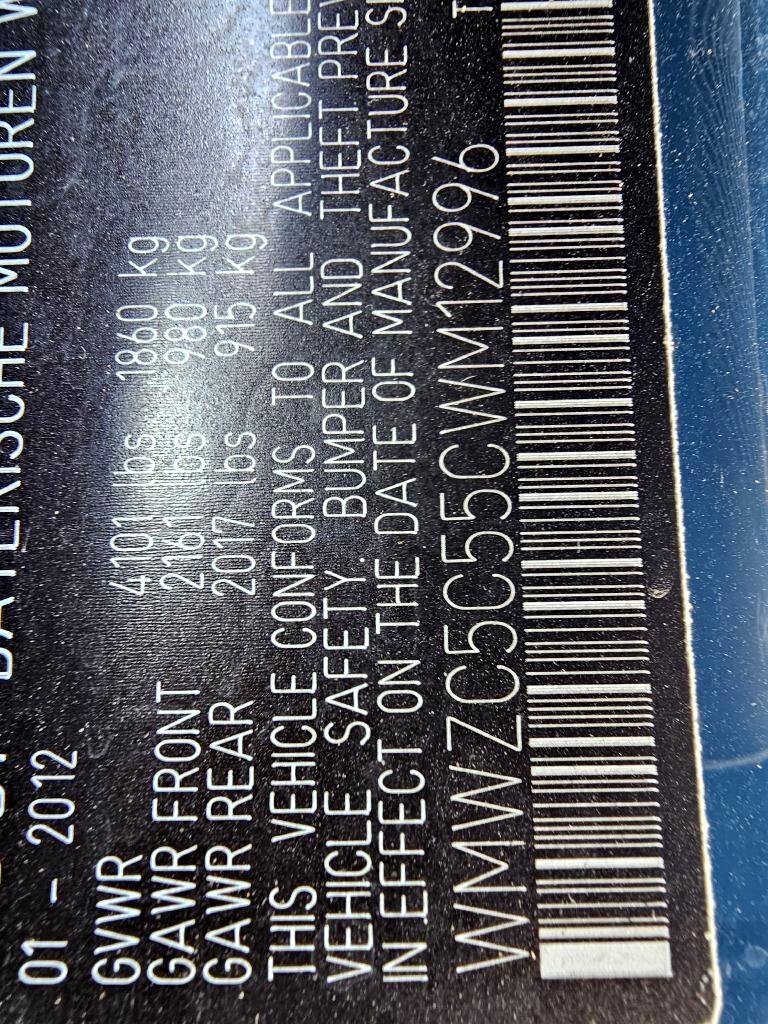 BAYERISCHE MOTOREN W
01 - 2012
GVWR 4101 lbs 1860 kg
GAWR FRONT 2161 lbs 980 kg
GAWR REAR 2017 lbs 915 kg
THIS VEHICLE CONFORMS TO ALL APPLICABLE
VEHICLE SAFETY. BUMPER AND THEFT PREV
IN EFFECT ON THE DATE OF MANUFACTURE S
WMWZC5C55CWM12996